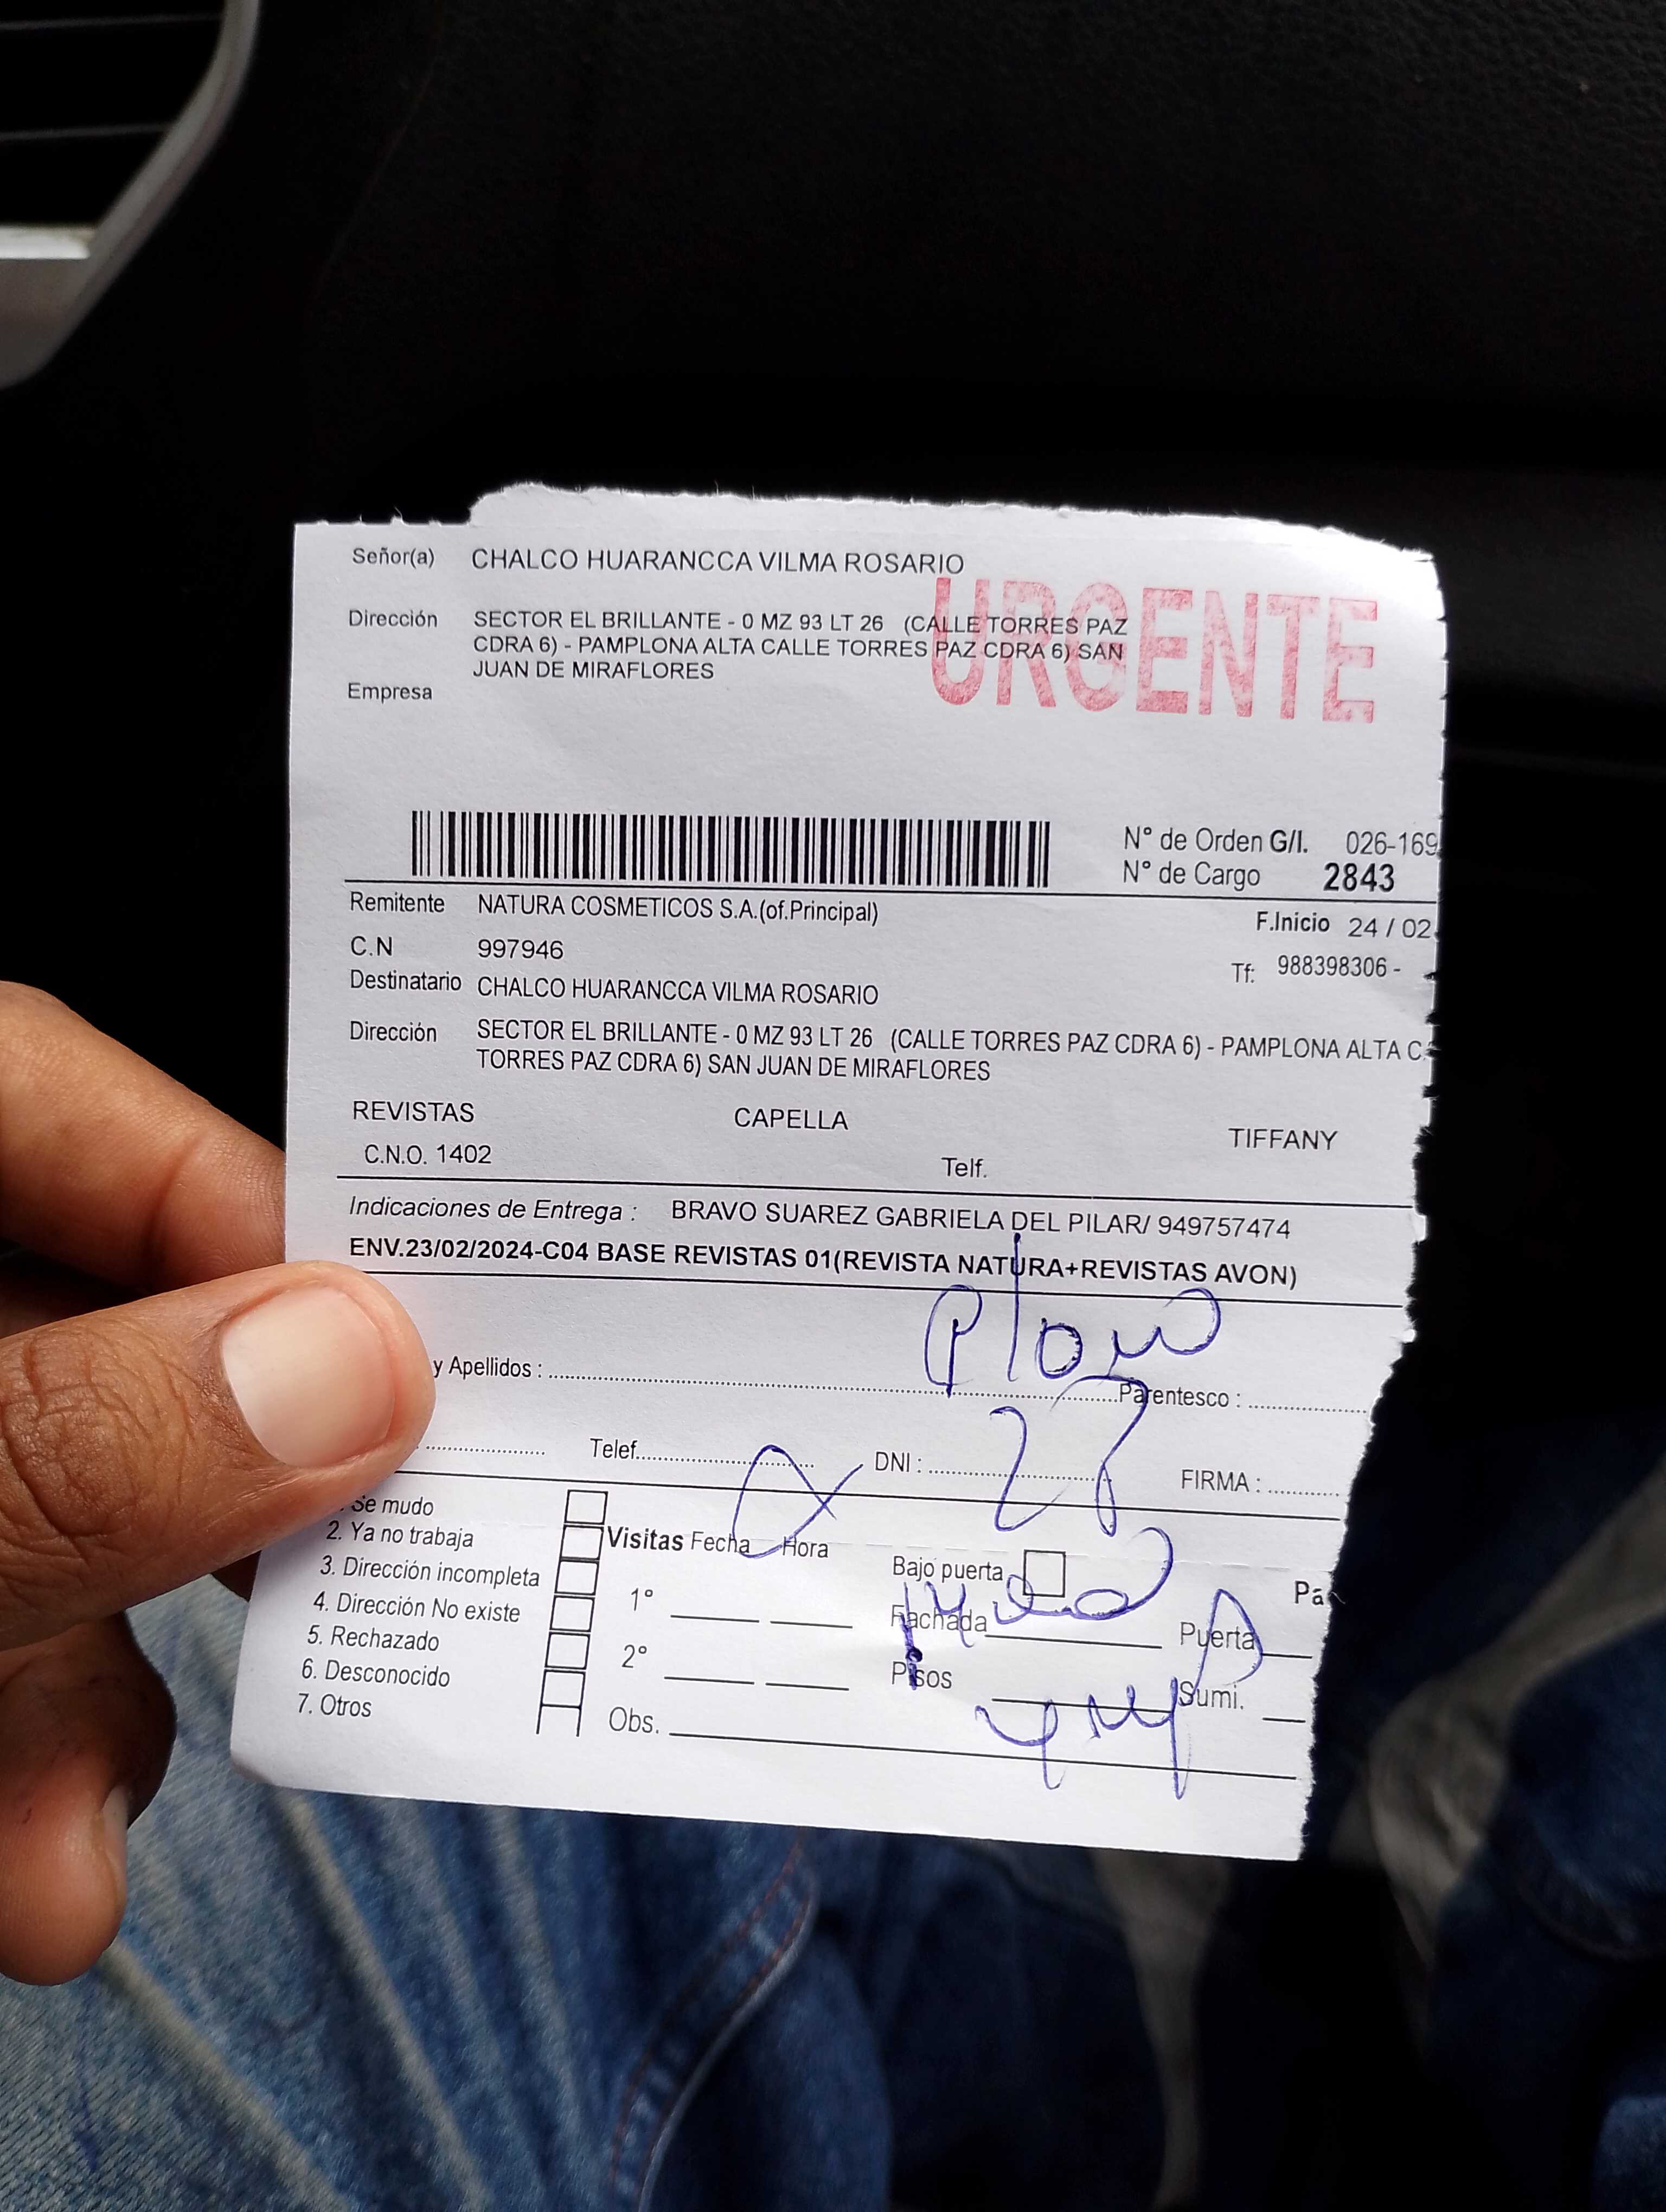 Señor(a) CHALCO HUARANCCA VILMA ROSARIO
URGENTE
Dirección SECTOR EL BRILLANTE - 0 MZ 93 LT 26 (CALLE TORRES PAZ
CDRA 6) - PAMPLONA ALTA CALLE TORRES PAZ CDRA 6) SAN
JUAN DE MIRAFLORES
Empresa
N° de Orden G/I. 026-169
N° de Cargo 2843
Remitente NATURA COSMETICOS S.A.(of.Principal)
F.Inicio 24 / 02
C.N 997946
Tf: 988398306 -
Destinatario CHALCO HUARANCCA VILMA ROSARIO
Dirección SECTOR EL BRILLANTE - 0 MZ 93 LT 26 (CALLE TORRES PAZ CDRA 6) - PAMPLONA ALTA
TORRES PAZ CDRA 6) SAN JUAN DE MIRAFLORES
REVISTAS CAPELLA TIFFANY
C.N.O. 1402 Telf.
Indicaciones de Entrega : BRAVO SUAREZ GABRIELA DEL PILAR/ 949757474
ENV.23/02/2024-C04 BASE REVISTAS 01(REVISTA NATURA+REVISTAS AVON)
y Apellidos : Parentesco :
Telef. DNI : FIRMA :
Se mudo
2. Ya no trabaja
3. Dirección incompleta
4. Dirección No existe
5. Rechazado
6. Desconocido
7. Otros
Visitas Fecha Hora
1°
2°
Obs.
Bajo puerta
Fachada Puerta
Pisos Sumi.